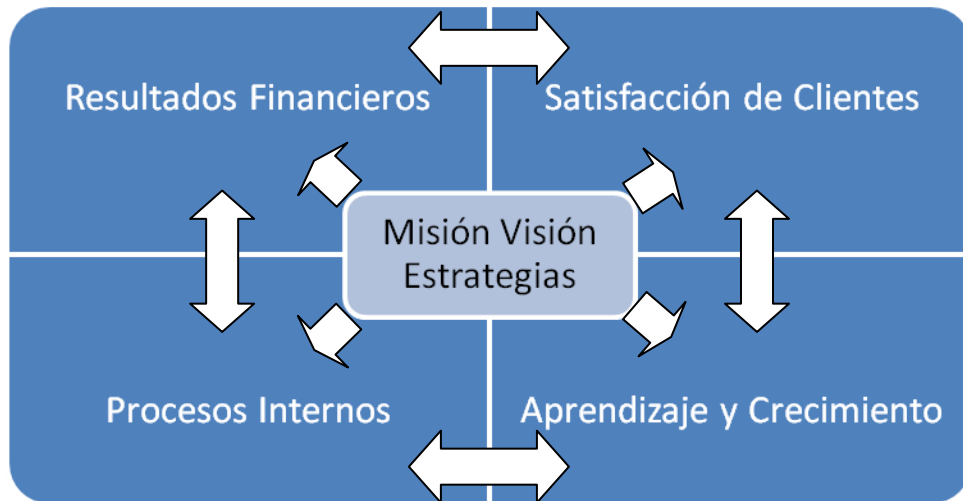 Resultados Financieros
Satisfacción de Clientes
Misión Visión
Estrategias
Procesos Internos
Aprendizaje y Crecimiento